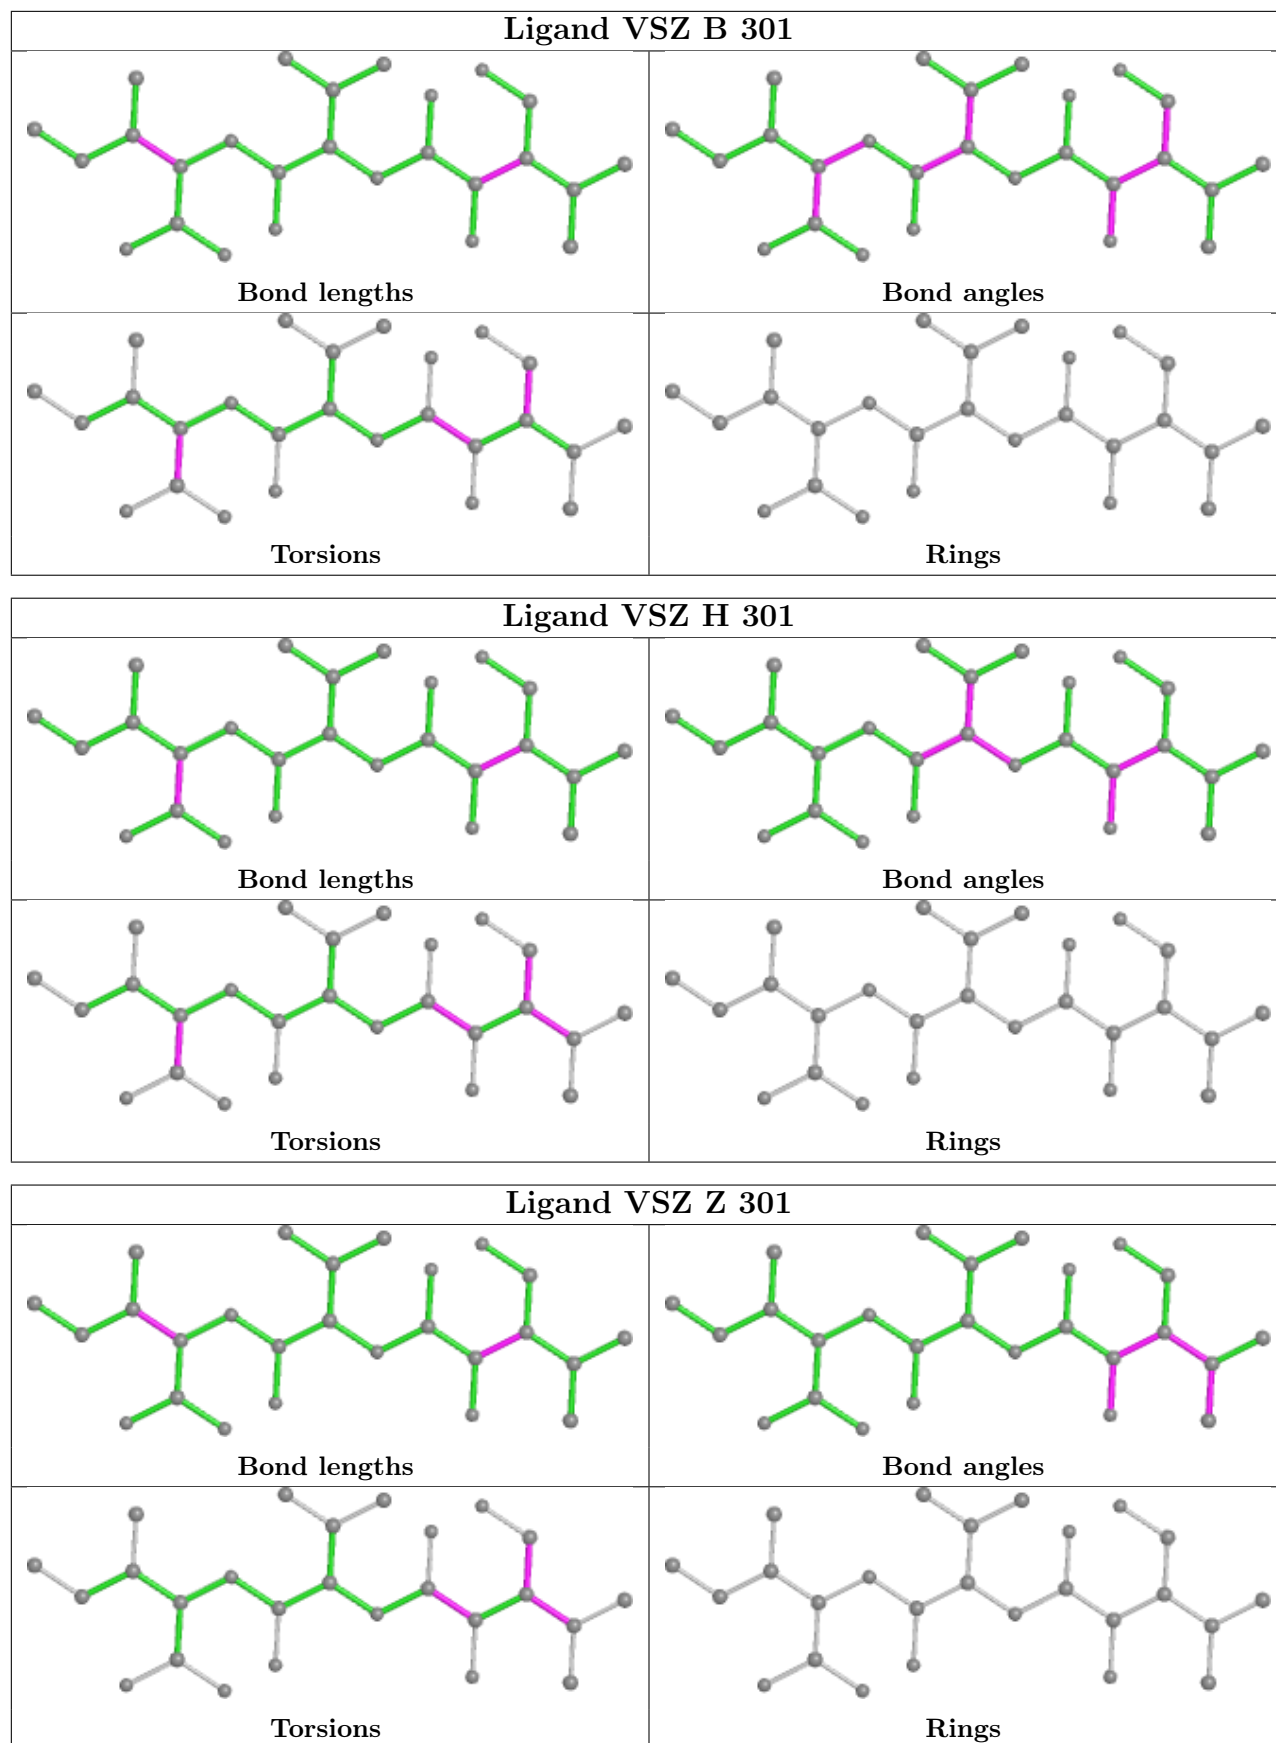 Ligand VSZ B 301
Bond lengths
Bond angles
Torsions
Rings
Ligand VSZ H 301
Bond lengths
Bond angles
Torsions
Rings
Ligand VSZ Z 301
Bond lengths
Bond angles
Torsions
Rings